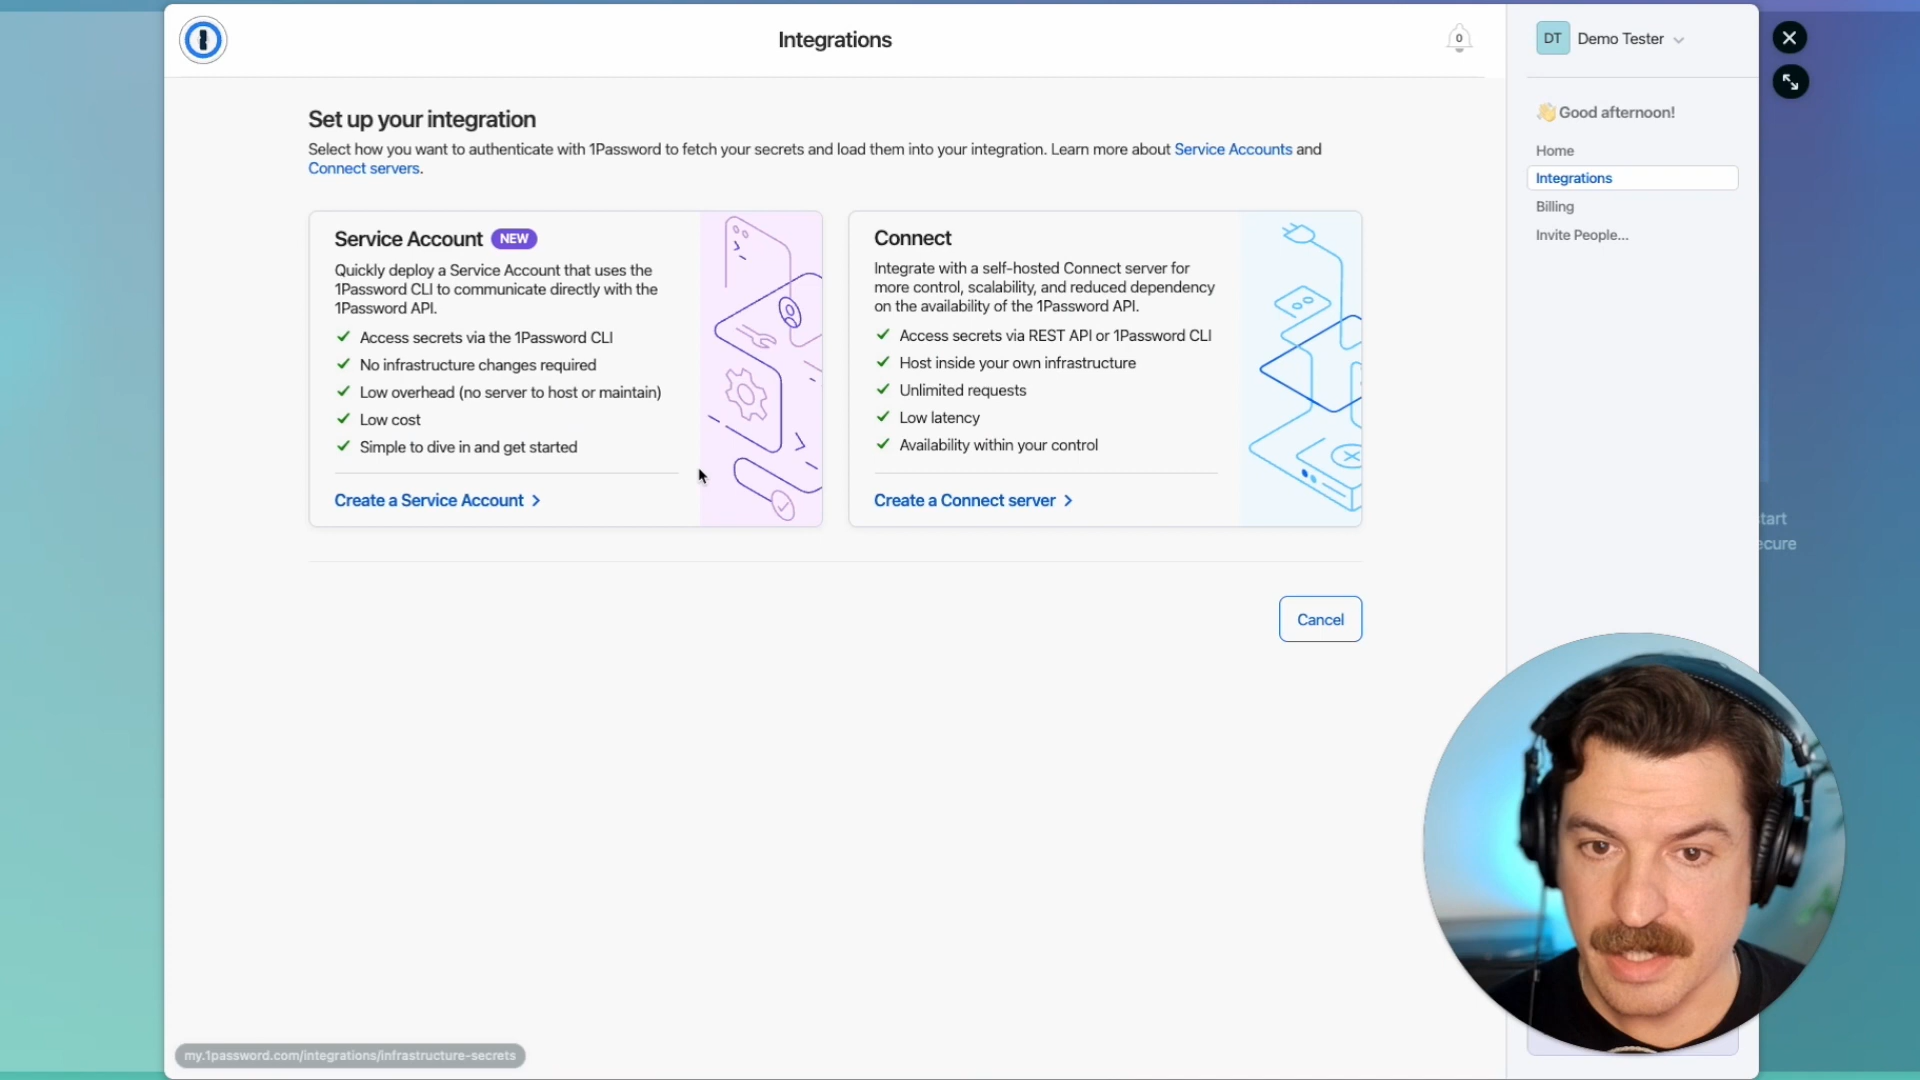 Integrations
0
DT Demo Tester
Set up your integration
Select how you want to authenticate with 1Password to fetch your secrets and load them into your integration. Learn more about Service Accounts and
Connect servers.
Service Account NEW
Quickly deploy a Service Account that uses the
1Password CLI to communicate directly with the
1Password API.
Access secrets via the 1Password CLI
No infrastructure changes required
Low overhead (no server to host or maintain)
Low cost
Simple to dive in and get started
Create a Service Account
Connect
Integrate with a self-hosted Connect server for
more control, scalability, and reduced dependency
on the availability of the 1Password API.
Access secrets via REST API or 1Password CLI
Host inside your own infrastructure
Unlimited requests
Low latency
Availability within your control
Create a Connect server
Cancel
👋 Good afternoon!
Home
Integrations
Billing
Invite People...
my.1password.com/integrations/infrastructure-secrets